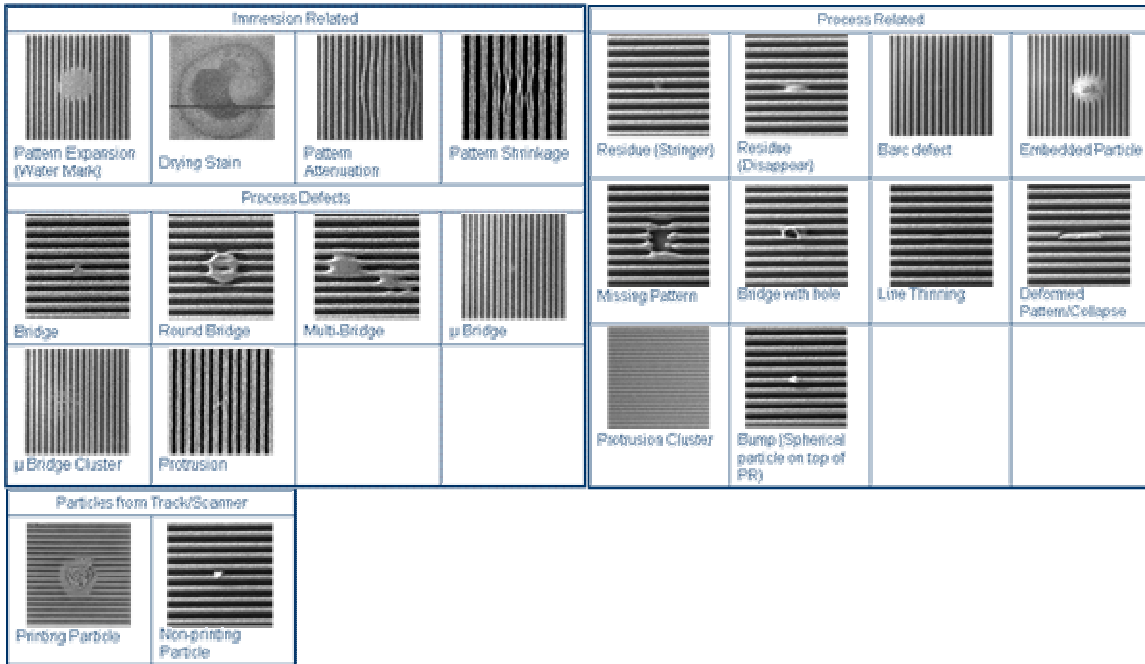 Immersion Related
Pattern Expansion
(Water Mark)
Drying Stain
Pattern
Attenuation
Pattern Shrinkage
Process Defects
Bridge
Round Bridge
Multi-Bridge
µ Bridge
µ Bridge Cluster
Protrusion
Particles from Track/Scanner
Printing Particle
Non-printing
Particle
Process Related
Residue (Stringer)
Residue
(Disappear)
Barc defect
Embedded Particle
Missing Pattern
Bridge with hole
Line Thinning
Deformed
Pattern/Collapse
Protrusion Cluster
Bump (Spherical
particle on top of
PR)